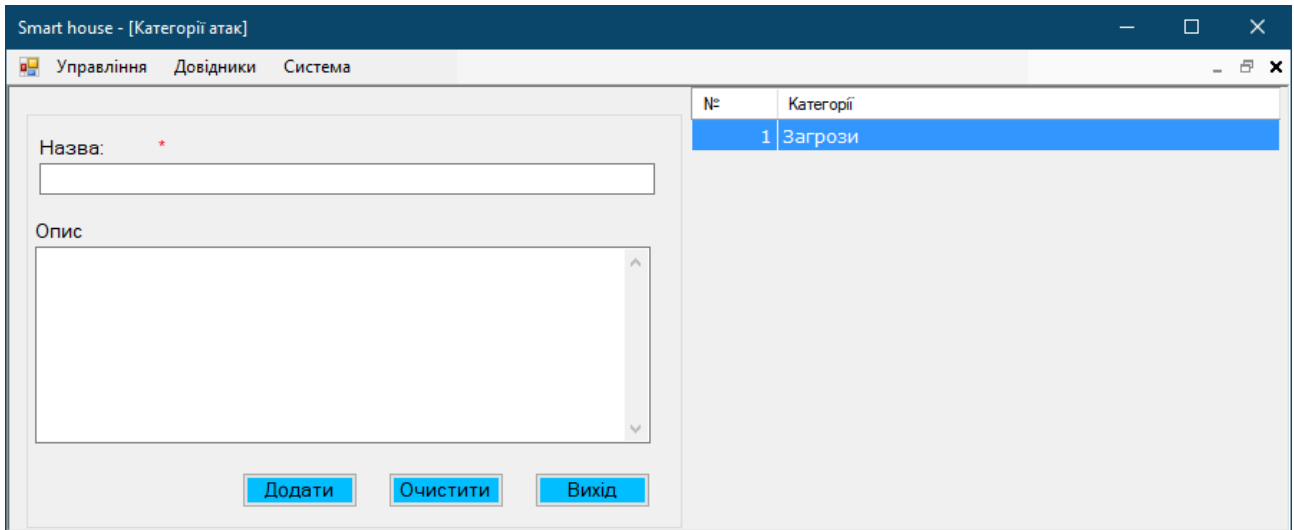 Smart house - [Категорії атак]
Управління Довідники Система
Назва: *
Опис
Додати Очистити Вихід
№ Категорії
1 Загрози